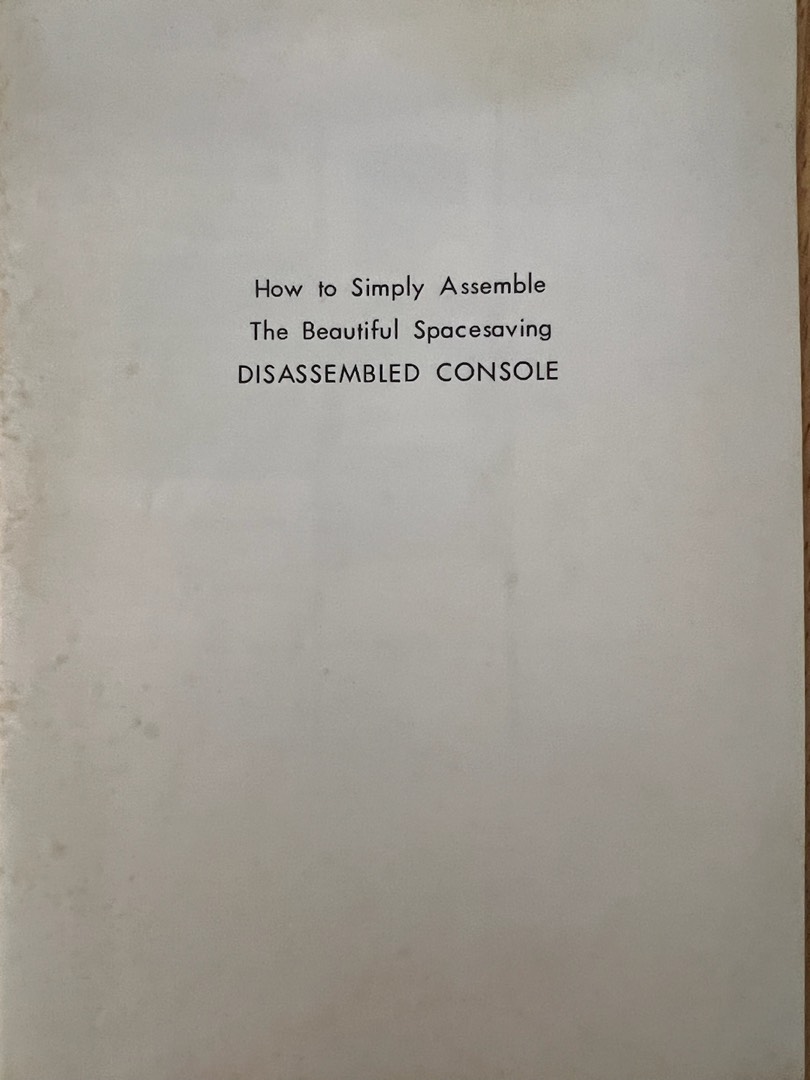 How to Simply Assemble
The Beautiful Spacesaving
DISASSEMBLED CONSOLE